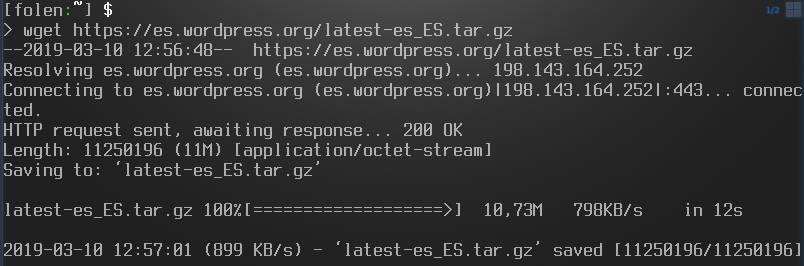 [folen:~] $
> wget https://es.wordpress.org/latest-es_ES.tar.gz
--2019-03-10 12:56:48--  https://es.wordpress.org/latest-es_ES.tar.gz
Resolving es.wordpress.org (es.wordpress.org)... 198.143.164.252
Connecting to es.wordpress.org (es.wordpress.org)|198.143.164.252|:443... connec
ted.
HTTP request sent, awaiting response... 200 OK
Length: 11250196 (11M) [application/octet-stream]
Saving to: ‘latest-es_ES.tar.gz’
latest-es_ES.tar.gz 100%[===================>]  10,73M   798KB/s    in 12s
2019-03-10 12:57:01 (899 KB/s) - ‘latest-es_ES.tar.gz’ saved [11250196/11250196]
1/2